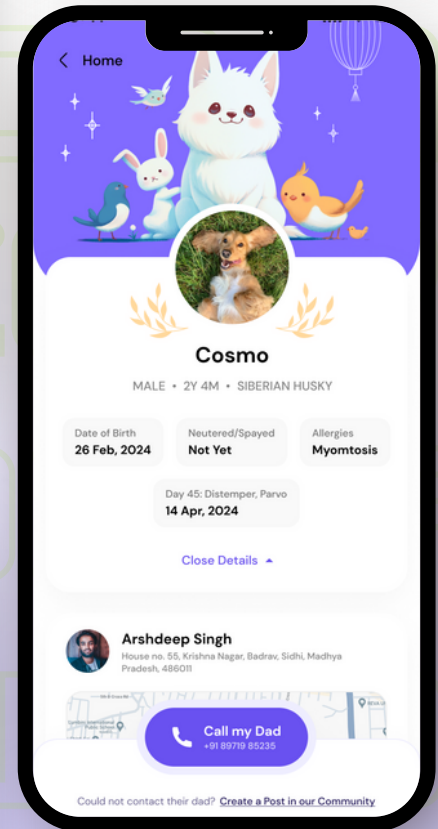 Home
Cosmo
MALE • 2Y 4M • SIBERIAN HUSKY
Date of Birth
26 Feb, 2024
Neutered/Spayed
Not Yet
Allergies
Myomtosis
Day 45: Distemper, Parvo
14 Apr, 2024
Close Details
Arshdeep Singh
House no. 55, Krishna Nagar, Badrav, Sidhi, Madhya
Pradesh, 486011
Call my Dad
+91 89719 85235
Could not contact their dad? Create a Post in our Community